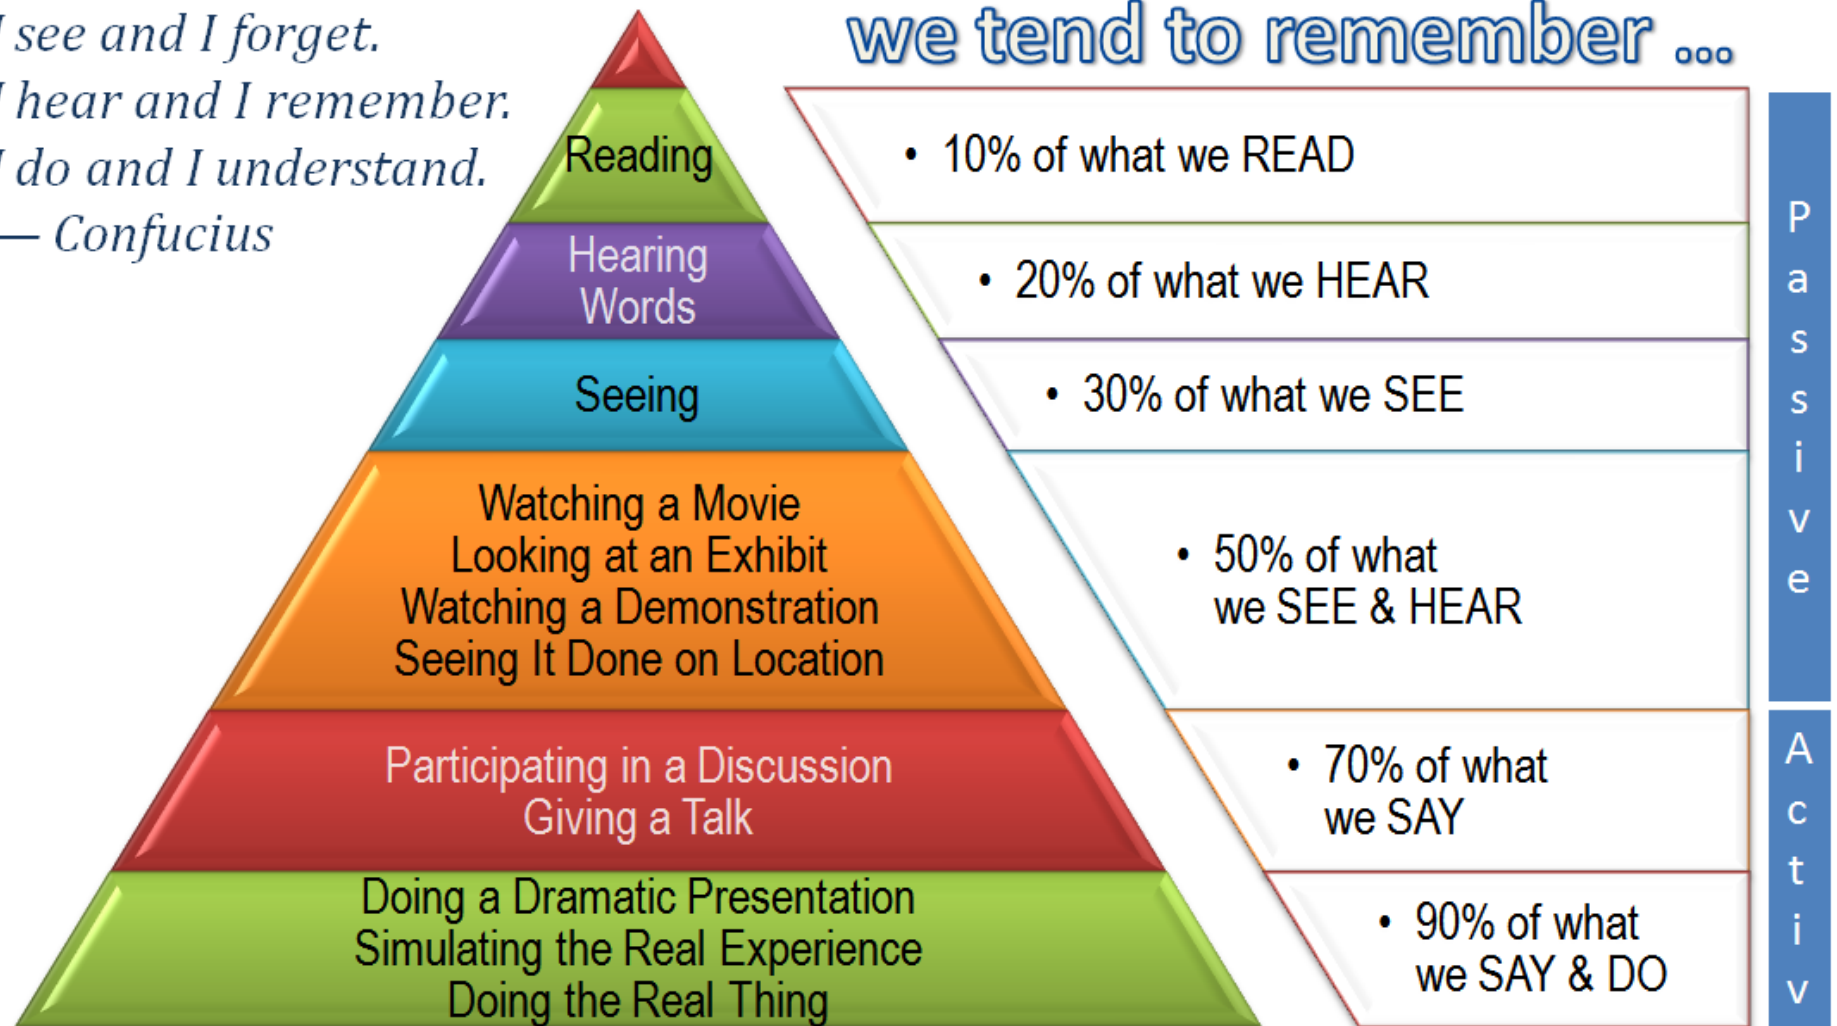 I see and I forget.
I hear and I remember.
I do and I understand.
— Confucius
we tend to remember ...
Reading
Hearing
Words
Seeing
Watching a Movie
Looking at an Exhibit
Watching a Demonstration
Seeing It Done on Location
Participating in a Discussion
Giving a Talk
Doing a Dramatic Presentation
Simulating the Real Experience
Doing the Real Thing
• 10% of what we READ
• 20% of what we HEAR
• 30% of what we SEE
• 50% of what
we SEE & HEAR
• 70% of what
we SAY
• 90% of what
we SAY & DO
Passive
Activ